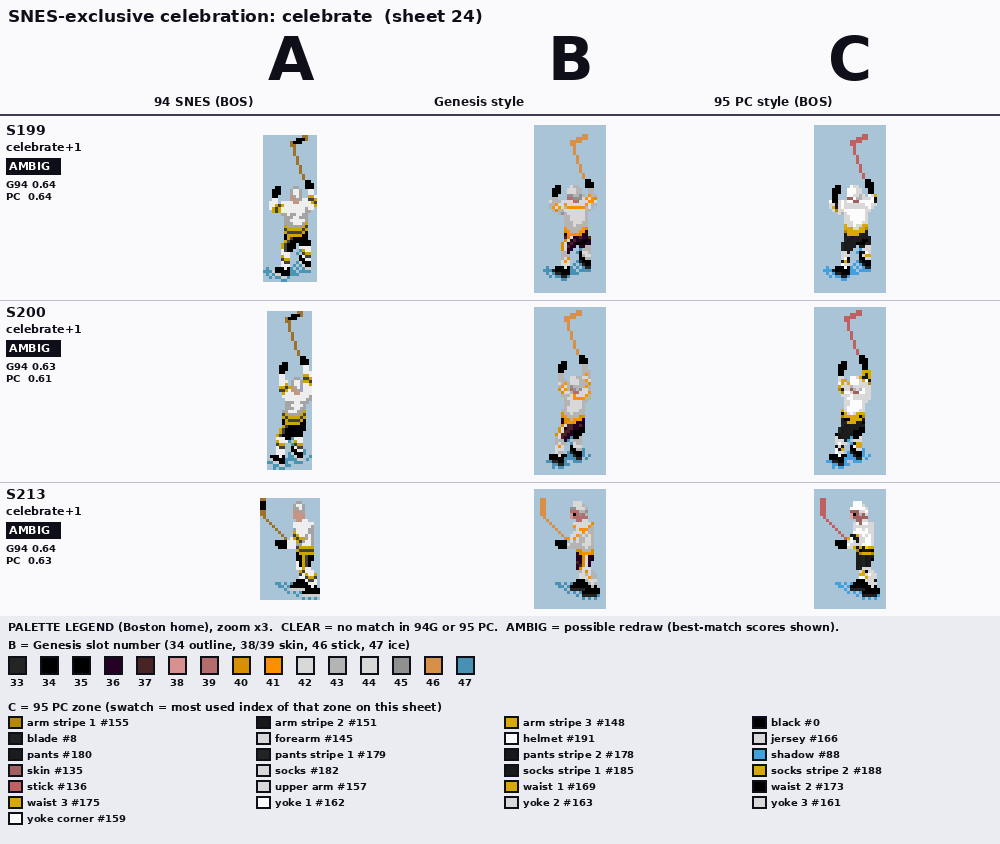 SNES-exclusive celebration: celebrate  (sheet 24)
A B C
94 SNES (BOS) Genesis style 95 PC style (BOS)
S199
celebrate+1
AMBIG
G94 0.64
PC  0.64
S200
celebrate+1
AMBIG
G94 0.63
PC  0.61
S213
celebrate+1
AMBIG
G94 0.64
PC  0.63
PALETTE LEGEND (Boston home), zoom x3.  CLEAR = no match in 94G or 95 PC.  AMBIG = possible redraw (best-match scores shown).
B = Genesis slot number (34 outline, 38/39 skin, 46 stick, 47 ice)
33 34 35 36 37 38 39 40 41 42 43 44 45 46 47
C = 95 PC zone (swatch = most used index of that zone on this sheet)
arm stripe 1 #155 arm stripe 2 #151 arm stripe 3 #148 black #0
blade #8 forearm #145 helmet #191 jersey #166
pants #180 pants stripe 1 #179 pants stripe 2 #178 shadow #88
skin #135 socks #182 socks stripe 1 #185 socks stripe 2 #188
stick #136 upper arm #157 waist 1 #169 waist 2 #173
waist 3 #175 yoke 1 #162 yoke 2 #163 yoke 3 #161
yoke corner #159